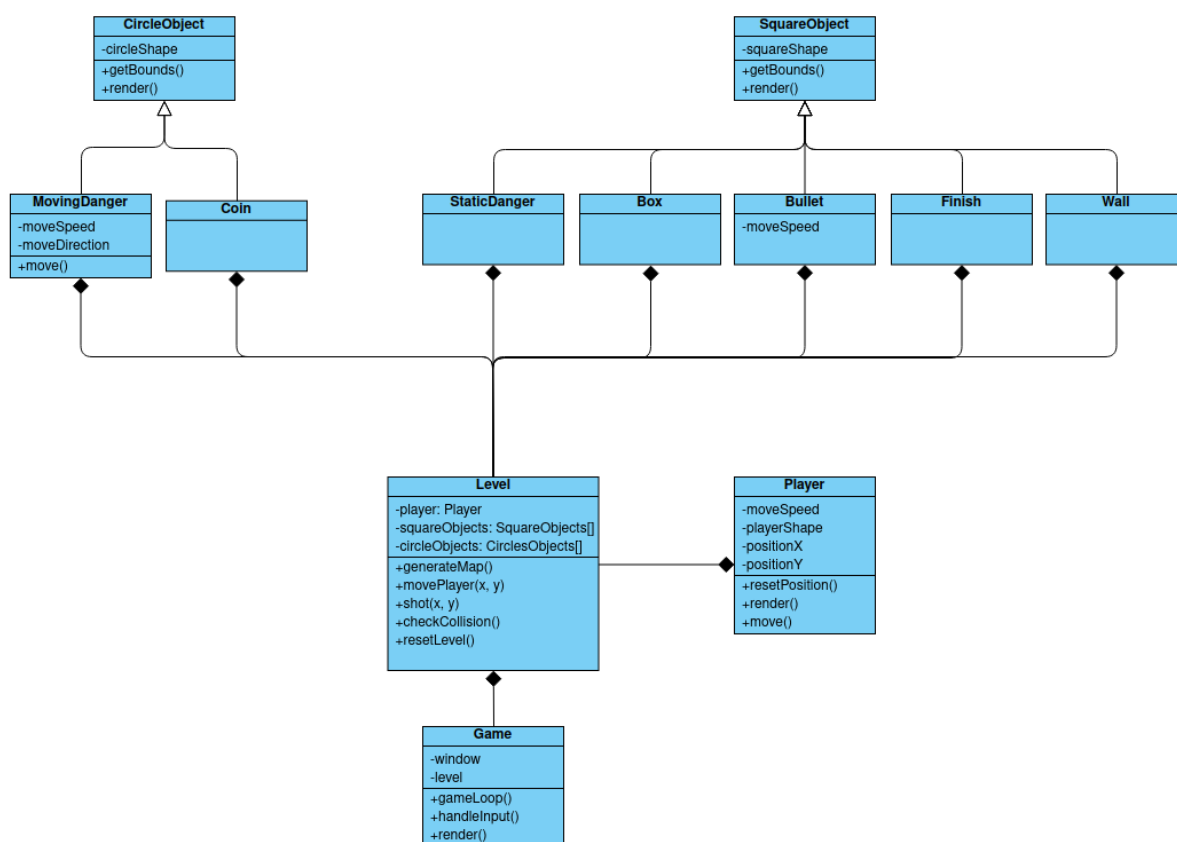 CircleObject
-circleShape
+getBounds()
+render()
SquareObject
-squareShape
+getBounds()
+render()
MovingDanger
-moveSpeed
-moveDirection
+move()
Coin
StaticDanger
Box
Bullet
-moveSpeed
Finish
Wall
Level
-player: Player
-squareObjects: SquareObjects[]
-circleObjects: CirclesObjects[]
+generateMap()
+movePlayer(x, y)
+shot(x, y)
+checkCollision()
+resetLevel()
Player
-moveSpeed
-playerShape
-positionX
-positionY
+resetPosition()
+render()
+move()
Game
-window
-level
+gameLoop()
+handleInput()
+render()